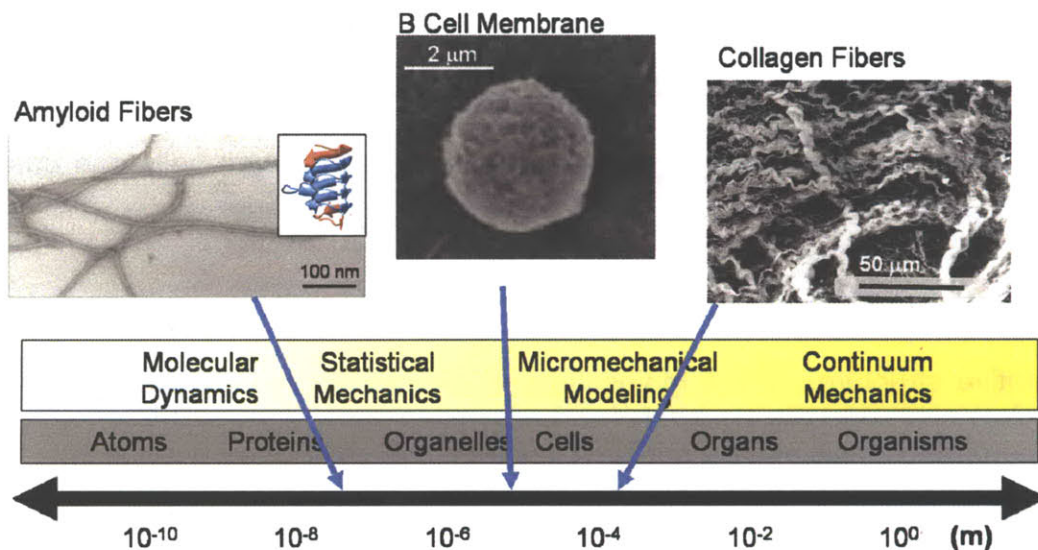 B Cell Membrane
2 μm
Collagen Fibers
Amyloid Fibers
100 nm
50 μm
Molecular Dynamics
Statistical Mechanics
Micromechanical Modeling
Continuum Mechanics
Atoms Proteins Organelles Cells Organs Organisms
10⁻¹⁰ 10⁻⁸ 10⁻⁶ 10⁻⁴ 10⁻² 10⁰ (m)